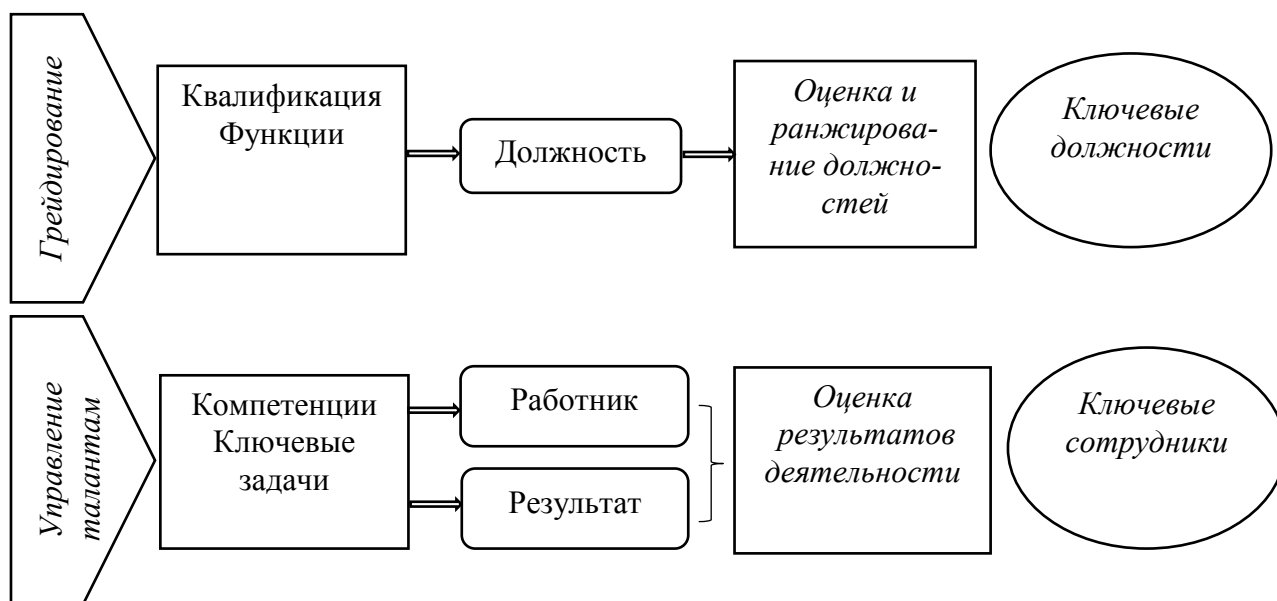 Грейдирование
Квалификация
Функции
Должность
Оценка и
ранжирова-
ние должно-
стей
Ключевые
должности
Управление
талантам
Компетенции
Ключевые
задачи
Работник
Результат
Оценка
результатов
деятельности
Ключевые
сотрудники